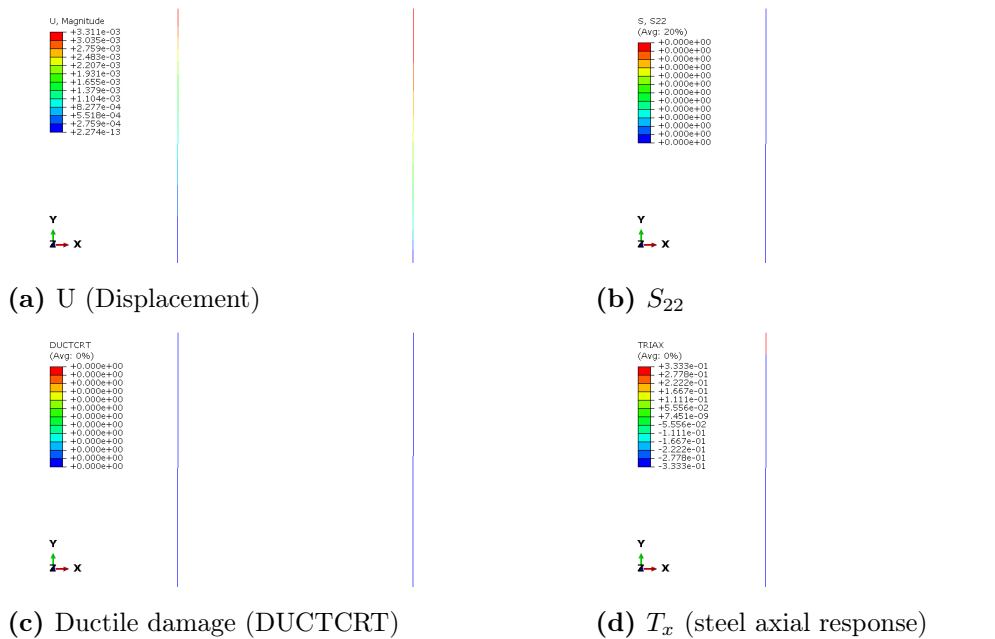 U, Magnitude
+3.311e-03
+3.035e-03
+2.759e-03
+2.483e-03
+2.207e-03
+1.931e-03
+1.655e-03
+1.379e-03
+1.104e-03
+8.277e-04
+5.518e-04
+2.759e-04
+2.274e-13
Y
Z X
(a) U (Displacement)
S, S22
(Avg: 20%)
+0.000e+00
+0.000e+00
+0.000e+00
+0.000e+00
+0.000e+00
+0.000e+00
+0.000e+00
+0.000e+00
+0.000e+00
+0.000e+00
+0.000e+00
+0.000e+00
+0.000e+00
Y
Z X
(b) S22
DUCTCRT
(Avg: 0%)
+0.000e+00
+0.000e+00
+0.000e+00
+0.000e+00
+0.000e+00
+0.000e+00
+0.000e+00
+0.000e+00
+0.000e+00
+0.000e+00
+0.000e+00
+0.000e+00
+0.000e+00
Y
Z X
(c) Ductile damage (DUCTCRT)
TRIAX
(Avg: 0%)
+3.333e-01
+2.778e-01
+2.222e-01
+1.667e-01
+1.111e-01
+5.556e-02
+7.451e-09
-5.556e-02
-1.111e-01
-1.667e-01
-2.222e-01
-2.778e-01
-3.333e-01
Y
Z X
(d) Tx (steel axial response)